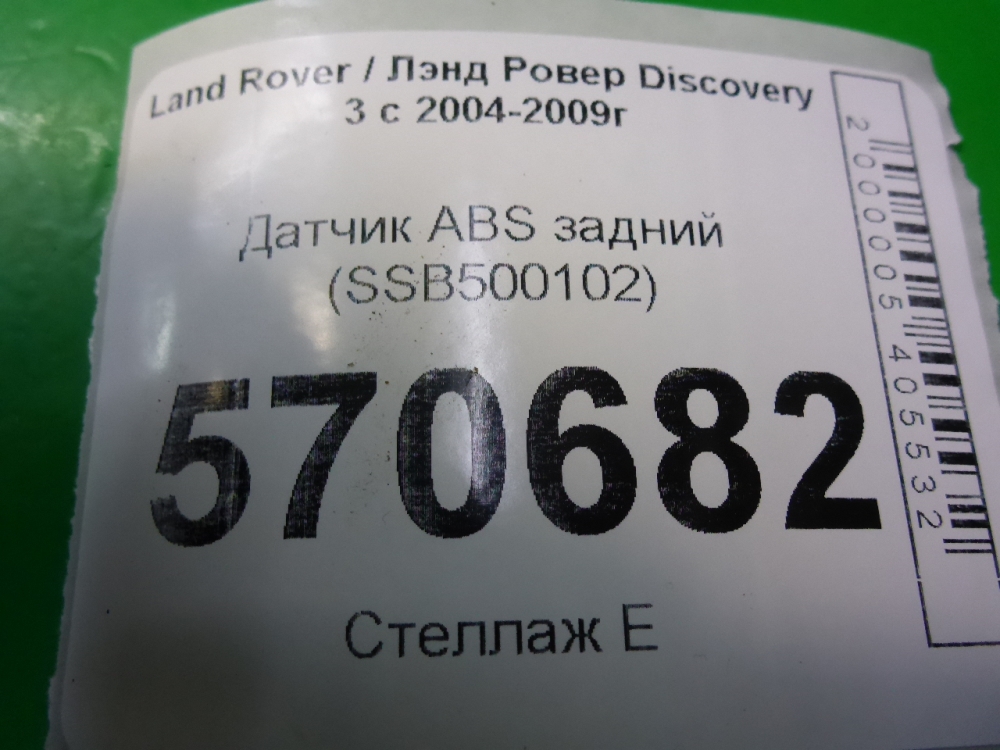 Land Rover / Лэнд Ровер Discovery
3 с 2004-2009г
Датчик ABS задний
(SSB500102)
570682
Стеллаж Е
2000005405532